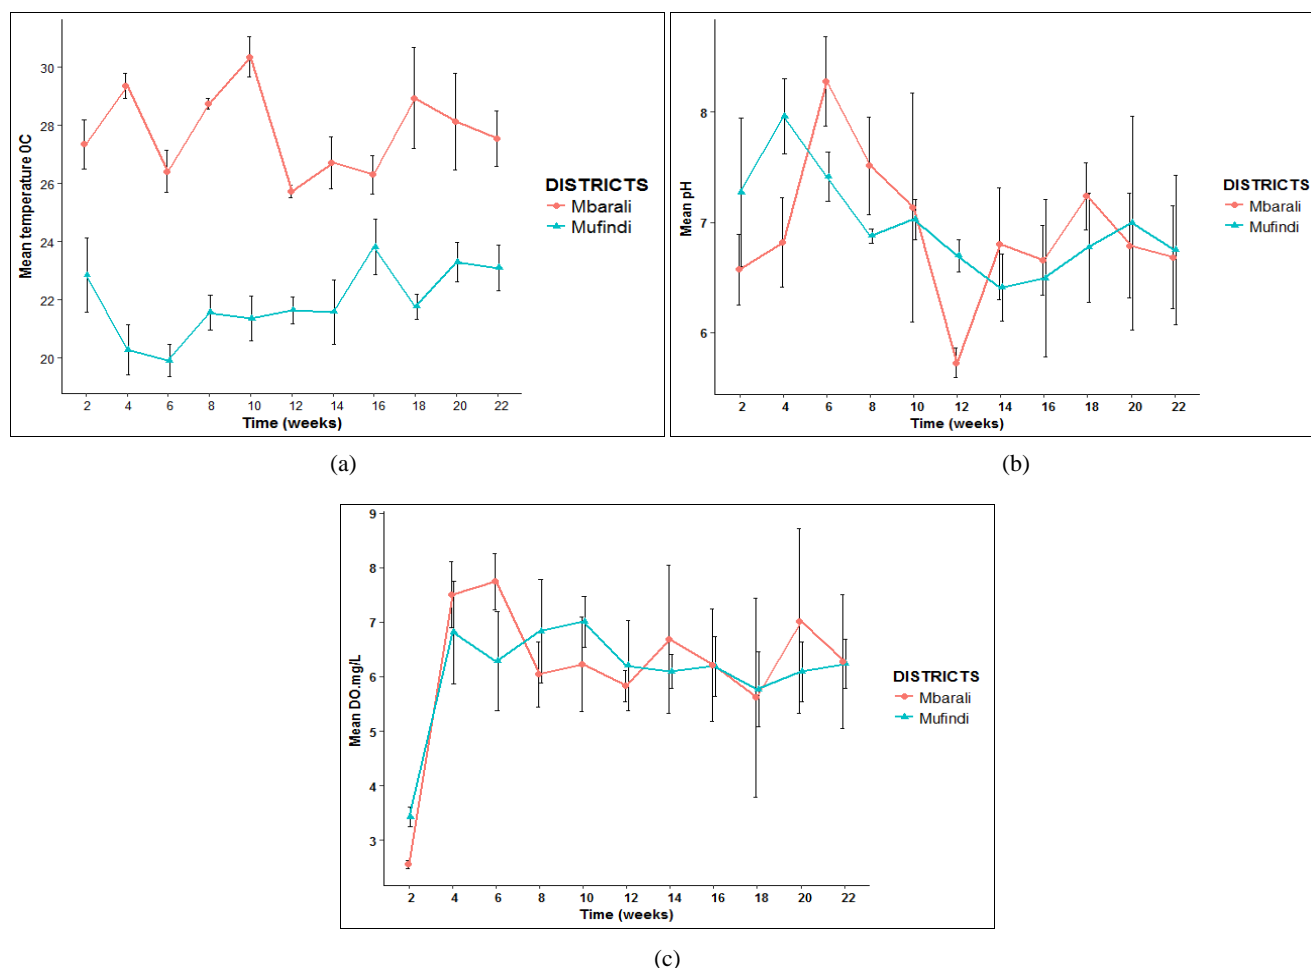 30
28
26
24
22
20
Mean temperature OC
2 4 6 8 10 12 14 16 18 20 22
Time (weeks)
DISTRICTS
Mbarali
Mufindi
(a)
8
7
6
Mean pH
2 4 6 8 10 12 14 16 18 20 22
Time (weeks)
DISTRICTS
Mbarali
Mufindi
(b)
9
8
7
6
5
4
3
Mean DO.mg/L
2 4 6 8 10 12 14 16 18 20 22
Time (weeks)
DISTRICTS
Mbarali
Mufindi
(c)